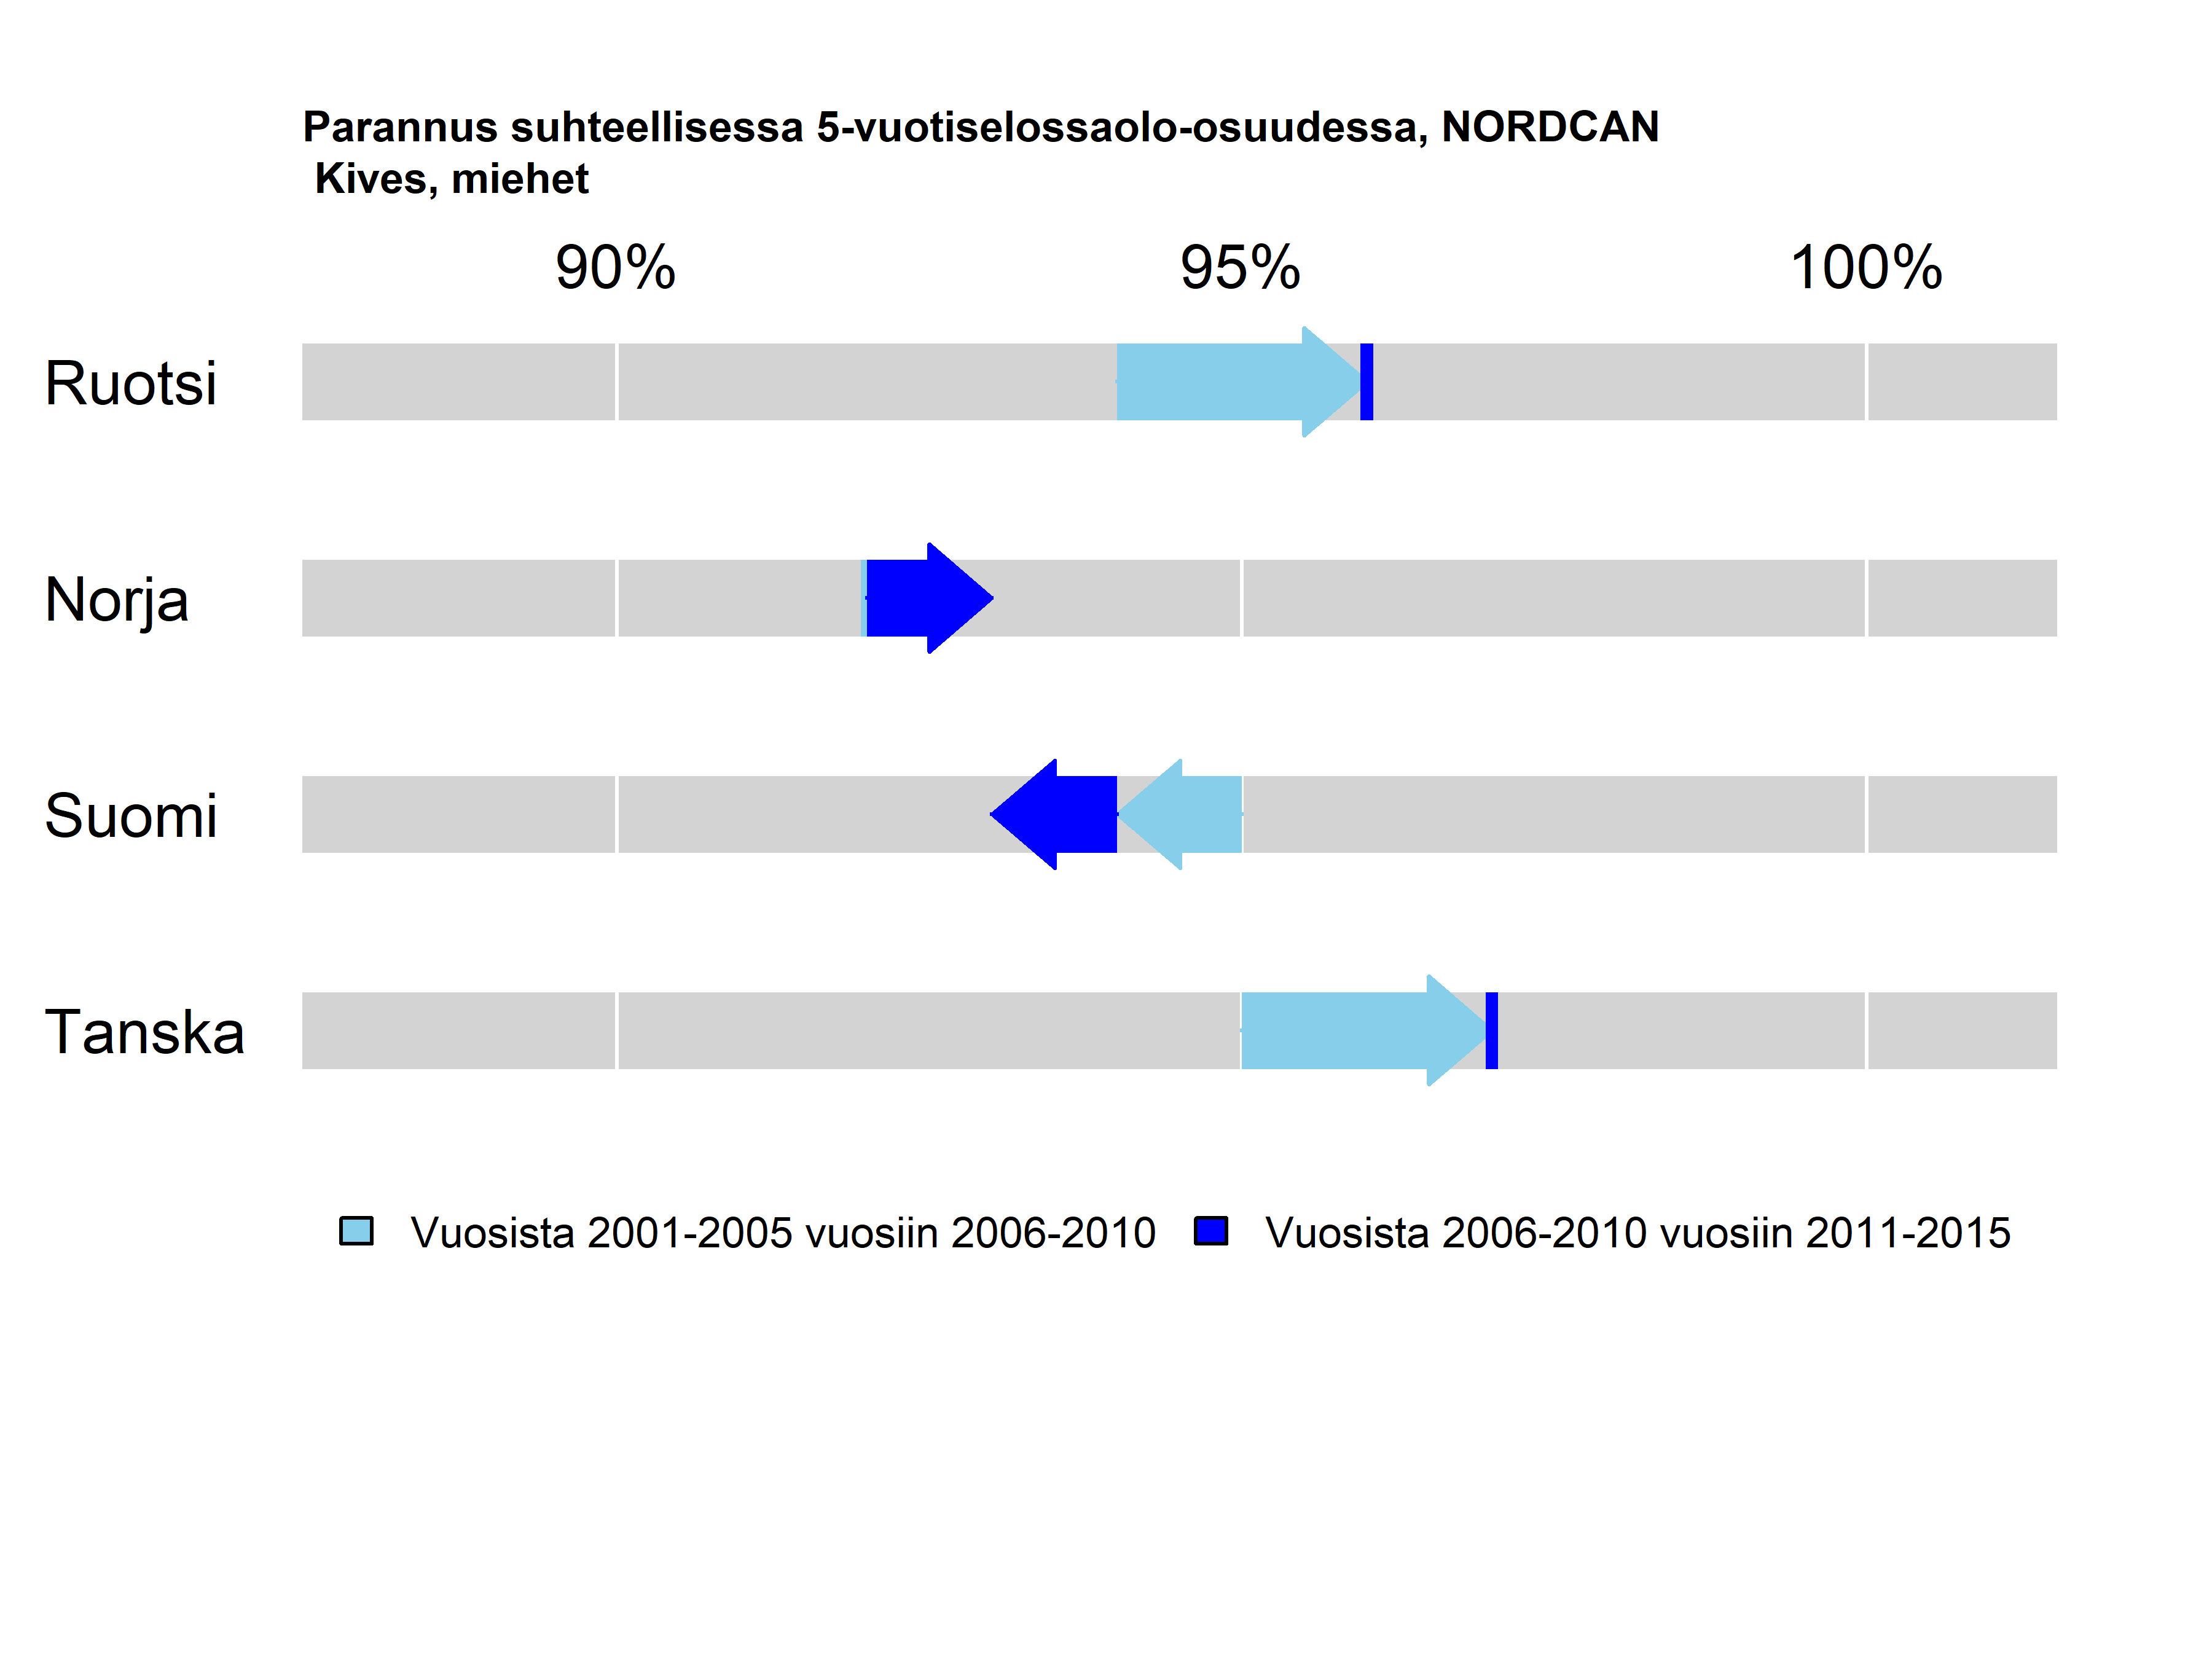 Parannus suhteellisessa 5-vuotiselossaolo-osuudessa, NORDCAN
Kives, miehet
90% 95% 100%
Ruotsi
Norja
Suomi
Tanska
Vuosista 2001-2005 vuosiin 2006-2010 Vuosista 2006-2010 vuosiin 2011-2015